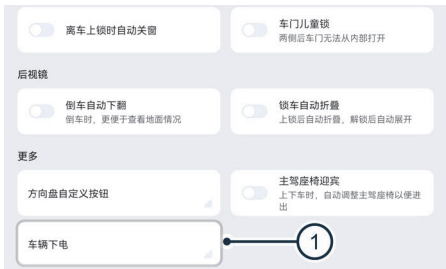 离车上锁时自动关窗
车门儿童锁
两侧后车门无法从内部打开
后视镜
倒车自动下翻
倒车时，更便于查看地面情况
锁车自动折叠
上锁后自动折叠，解锁后自动展开
更多
方向盘自定义按钮
主驾座椅迎宾
上下车时，自动调整主驾座椅以便进
出
车辆下电
1